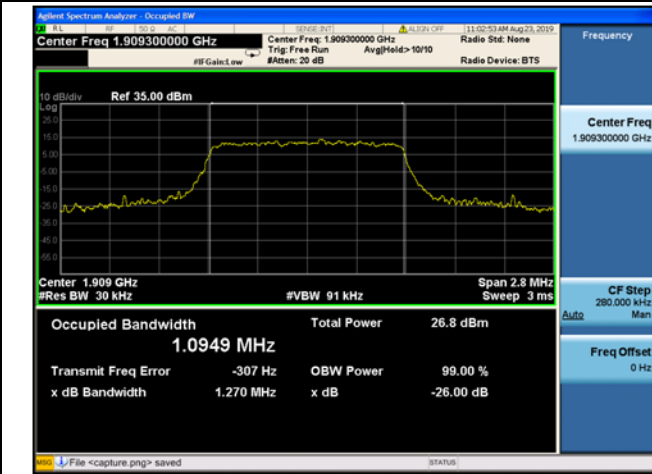 Agilent Spectrum Analyzer - Occupied BW
RL RF 50 Ω AC SENSE:INT ALIGN OFF 11:02:53 AM Aug 23, 2019
Center Freq 1.909300000 GHz Center Freq: 1.909300000 GHz Radio Std: None
Trig: Free Run Avg|Hold:>10/10
#IFGain:Low #Atten: 20 dB Radio Device: BTS
10 dB/div Ref 35.00 dBm
Log
25.0
15.0
5.00
-5.00
-15.0
-25.0
-35.0
-45.0
-55.0
Center 1.909 GHz Span 2.8 MHz
#Res BW 30 kHz #VBW 91 kHz Sweep 3 ms
Occupied Bandwidth Total Power 26.8 dBm
1.0949 MHz
Transmit Freq Error -307 Hz OBW Power 99.00 %
x dB Bandwidth 1.270 MHz x dB -26.00 dB
MSG File <capture.png> saved STATUS
Frequency
Center Freq
1.909300000 GHz
CF Step
280.000 kHz
Auto Man
Freq Offset
0 Hz